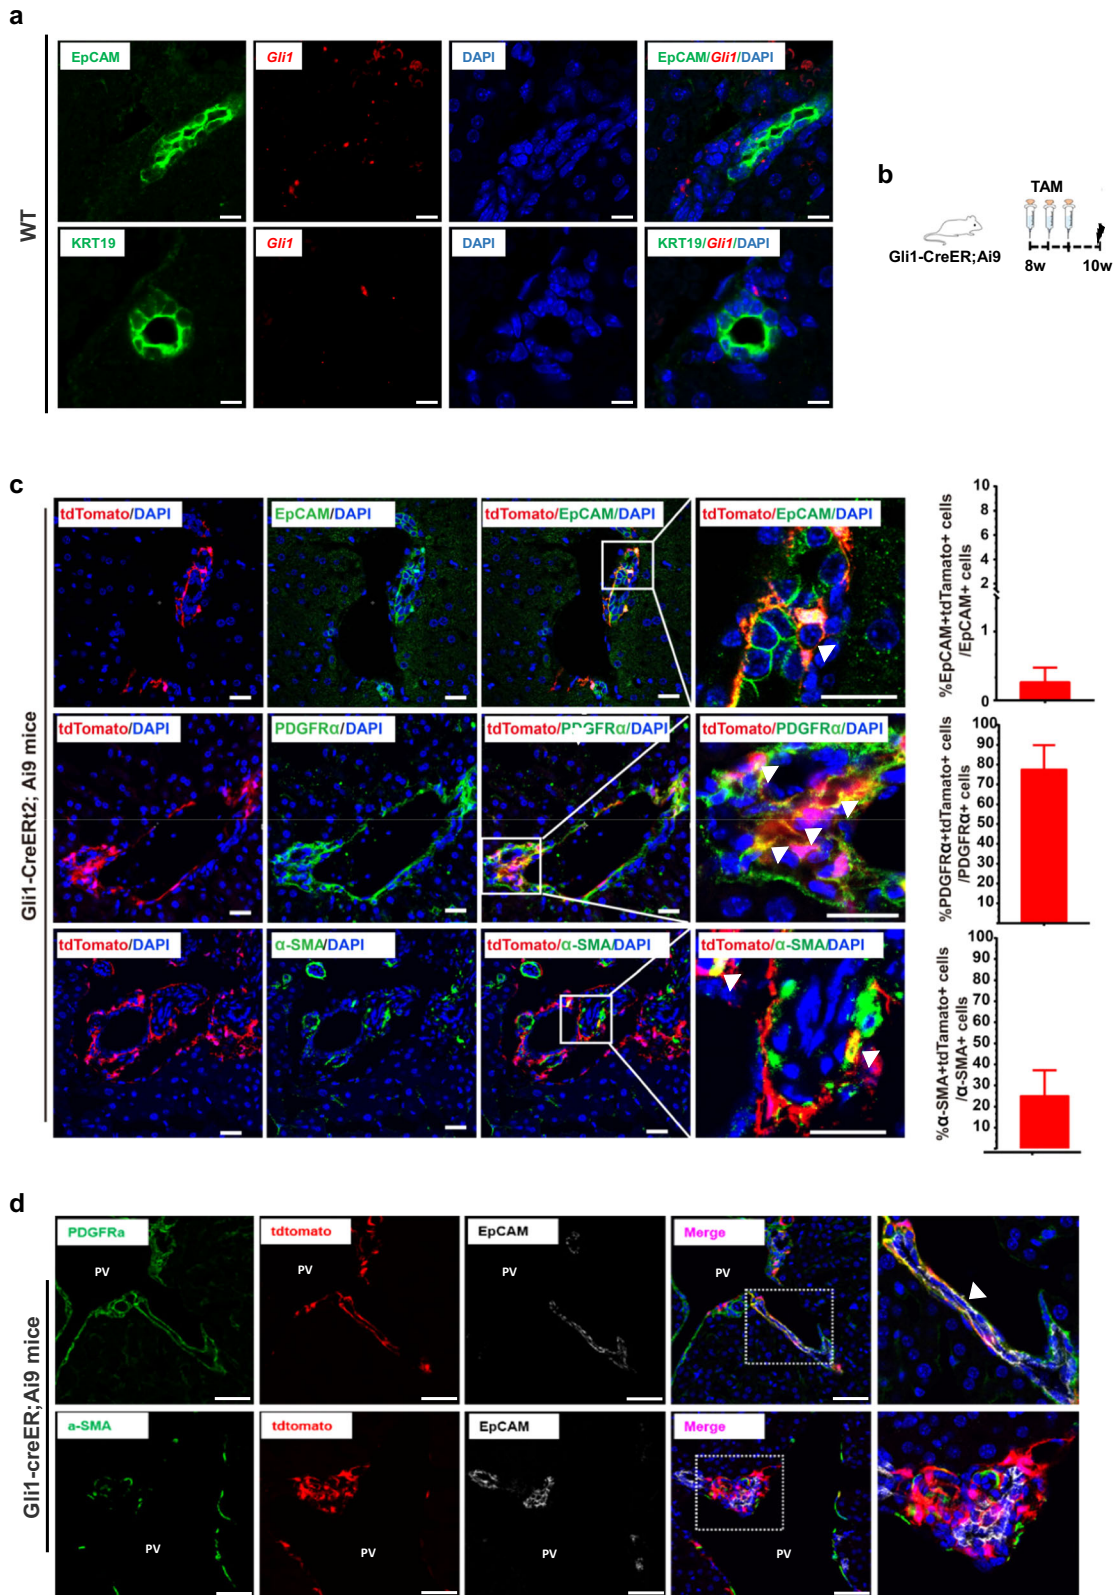 a
WT
EpCAM
Gli1
DAPI
EpCAM/Gli1/DAPI
KRT19
Gli1
DAPI
KRT19/Gli1/DAPI
b
TAM
Gli1-CreER;Ai9
8w
10w
c
Gli1-CreERt2; Ai9 mice
tdTomato/DAPI
EpCAM/DAPI
tdTomato/EpCAM/DAPI
tdTomato/EpCAM/DAPI
%EpCAM+tdTamato+ cells
/EpCAM+ cells
10
8
6
4
2
1
0
tdTomato/DAPI
PDGFRα/DAPI
tdTomato/PDGFRα/DAPI
tdTomato/PDGFRα/DAPI
%PDGFRα+tdTamato+ cells
/PDGFRα+ cells
100
90
80
70
60
50
40
30
20
10
tdTomato/DAPI
α-SMA/DAPI
tdTomato/α-SMA/DAPI
tdTomato/α-SMA/DAPI
%α-SMA+tdTamato+ cells
/α-SMA+ cells
100
90
80
70
60
50
40
30
20
10
d
Gli1-creER;Ai9 mice
PDGFRa
tdtomato
EpCAM
Merge
PV
PV
PV
a-SMA
tdtomato
EpCAM
Merge
PV
PV
PV
PV